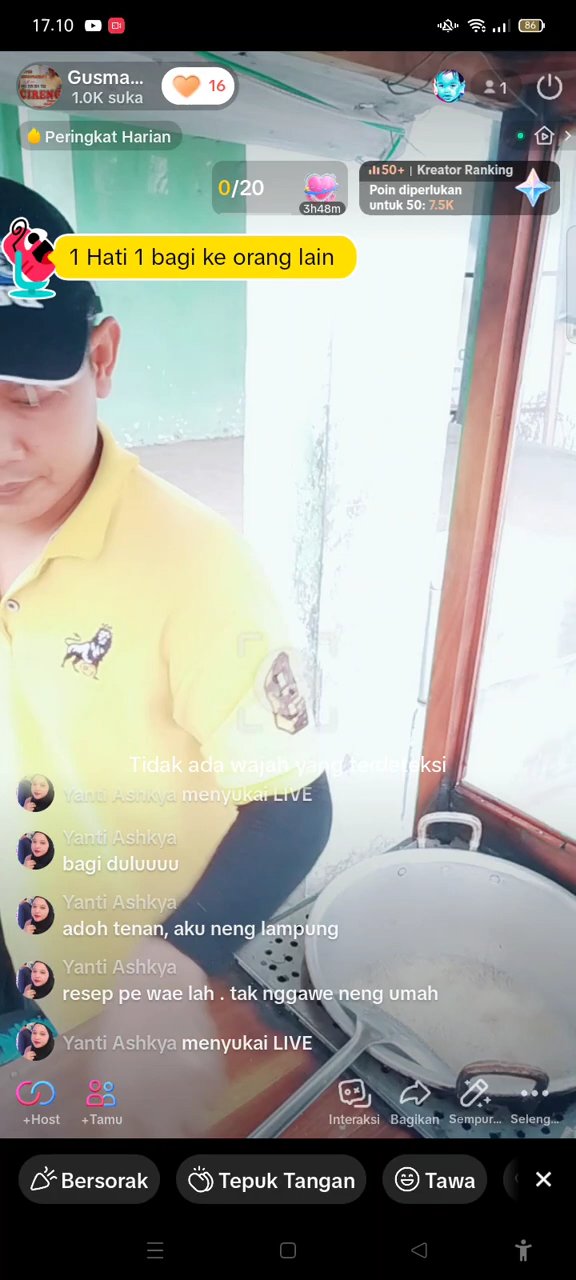 17.10
86
Gusma...
1.0K suka
16
1
Peringkat Harian
0/20
3h48m
50+ | Kreator Ranking
Poin diperlukan
untuk 50: 7.5K
1 Hati 1 bagi ke orang lain
Tidak ada wajah yang terdeteksi
Yanti Ashkya menyukai LIVE
Yanti Ashkya
bagi duluuuu
Yanti Ashkya
adoh tenan, aku neng lampung
Yanti Ashkya
resep pe wae lah . tak nggawe neng umah
Yanti Ashkya menyukai LIVE
+Host
+Tamu
Interaksi
Bagikan
Sempur...
Seleng...
Bersorak
Tepuk Tangan
Tawa